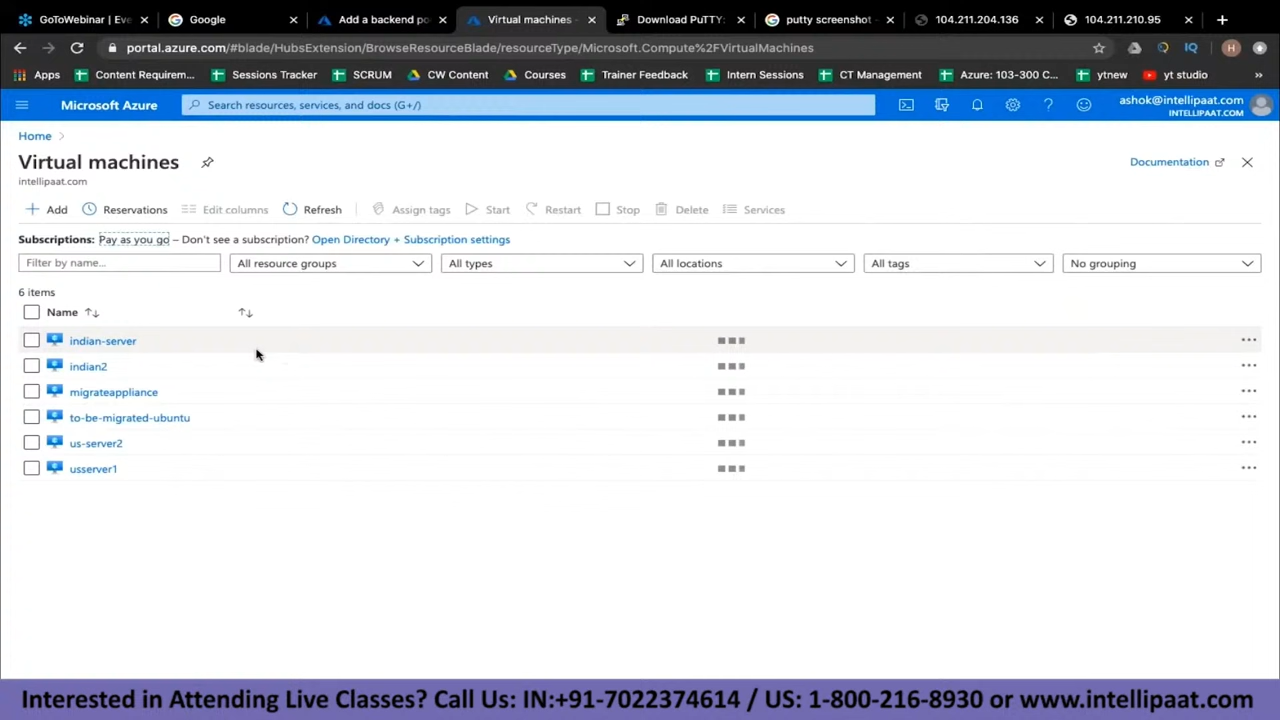 GoToWebinar | Ev
Google
Add a backend po
Virtual machines -
Download PuTTY:
putty screenshot -
104.211.204.136
104.211.210.95
portal.azure.com/#blade/HubsExtension/BrowseResourceBlade/resourceType/Microsoft.Compute%2FVirtualMachines
IQ
H
Apps
Content Requirem...
Sessions Tracker
SCRUM
CW Content
Courses
Trainer Feedback
Intern Sessions
CT Management
Azure: 103-300 C...
ytnew
yt studio
»
Microsoft Azure
Search resources, services, and docs (G+/)
ashok@intellipaat.com
INTELLIPAAT.COM
Home >
Virtual machines
intellipaat.com
Documentation
Add
Reservations
Edit columns
Refresh
Assign tags
Start
Restart
Stop
Delete
Services
Subscriptions: Pay as you go – Don't see a subscription? Open Directory + Subscription settings
Filter by name...
All resource groups
All types
All locations
All tags
No grouping
6 items
Name
indian-server
indian2
migrateappliance
to-be-migrated-ubuntu
us-server2
usserver1
Interested in Attending Live Classes? Call Us: IN:+91-7022374614 / US: 1-800-216-8930 or www.intellipaat.com